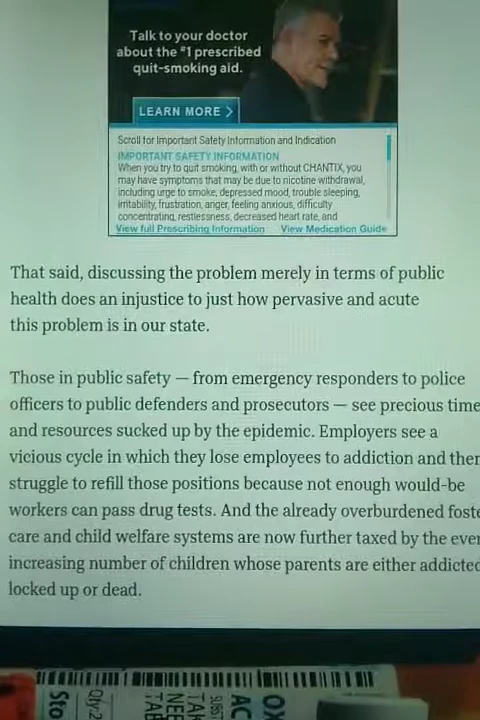 Talk to your doctor
about the #1 prescribed
quit-smoking aid.
LEARN MORE >
Scroll for Important Safety Information and Indication
IMPORTANT SAFETY INFORMATION
When you try to quit smoking, with or without CHANTIX, you
may have symptoms that may be due to nicotine withdrawal,
including urge to smoke, depressed mood, trouble sleeping,
irritability, frustration, anger, feeling anxious, difficulty
concentrating, restlessness, decreased heart rate, and
View full Prescribing Information View Medication Guide
That said, discussing the problem merely in terms of public
health does an injustice to just how pervasive and acute
this problem is in our state.
Those in public safety — from emergency responders to police
officers to public defenders and prosecutors — see precious time
and resources sucked up by the epidemic. Employers see a
vicious cycle in which they lose employees to addiction and then
struggle to refill those positions because not enough would-be
workers can pass drug tests. And the already overburdened foste
care and child welfare systems are now further taxed by the ever
increasing number of children whose parents are either addicted
locked up or dead.
Sto
Qty
TAB
NEE
TAK
SUBST
AC
OX